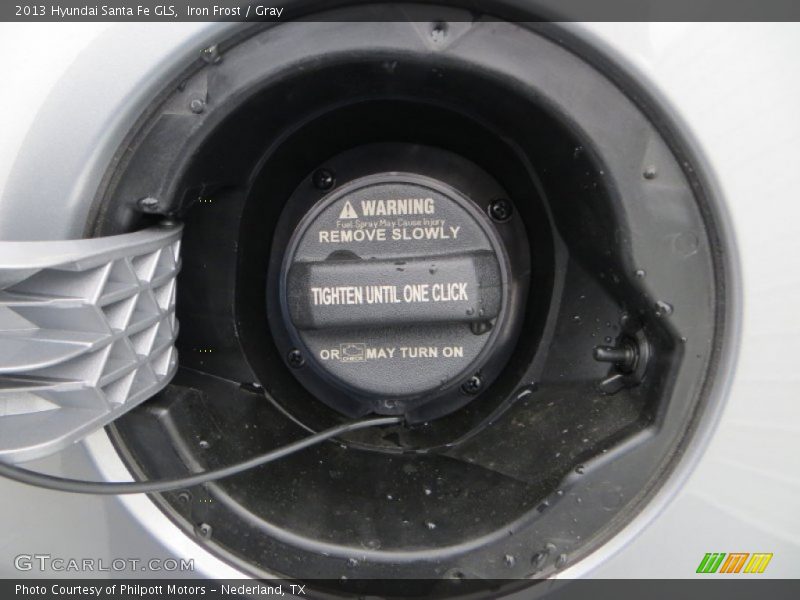 2013 Hyundai Santa Fe GLS, Iron Frost / Gray
WARNING
Fuel Spray May Cause Injury
REMOVE SLOWLY
TIGHTEN UNTIL ONE CLICK
OR CHECK MAY TURN ON
GTCARLOT.COM
Photo Courtesy of Philpott Motors - Nederland, TX